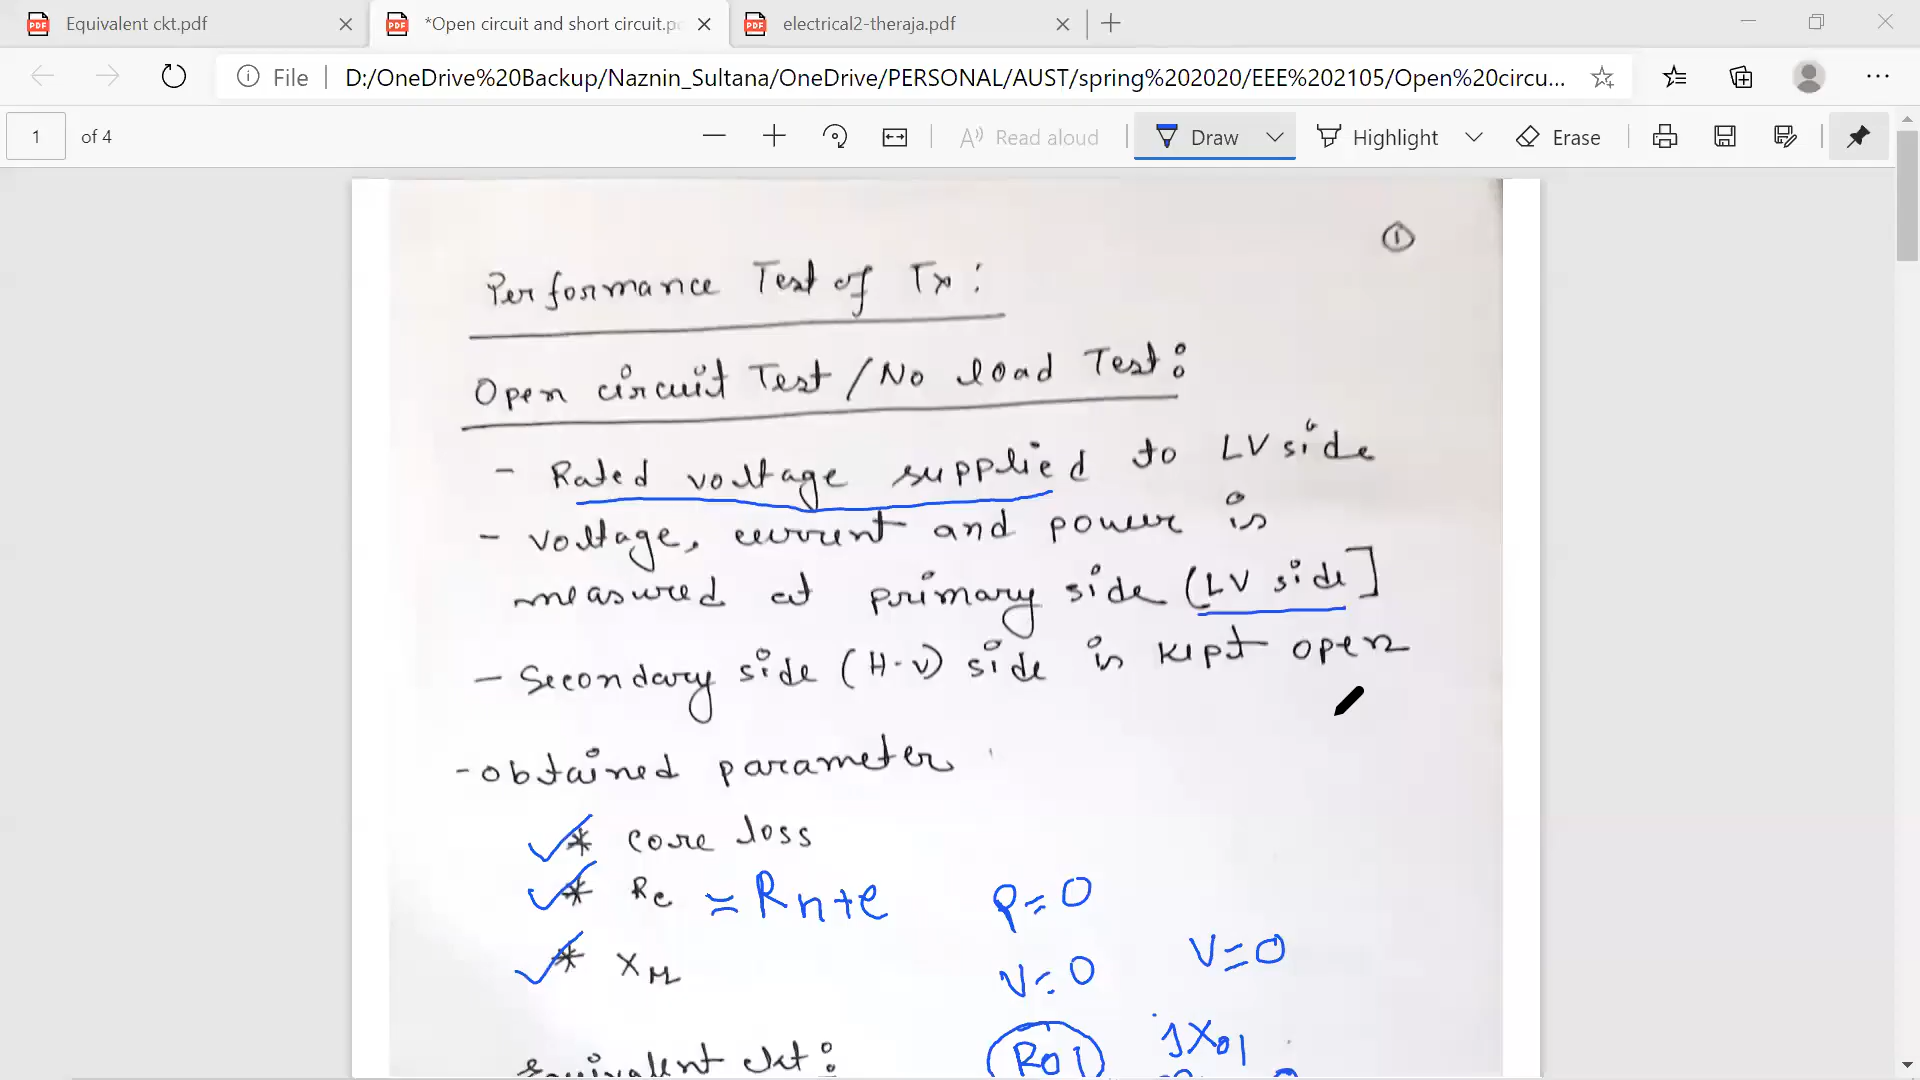 Equivalent ckt.pdf
*Open circuit and short circuit.p
electrical2-theraja.pdf
File
D:/OneDrive%20Backup/Naznin_Sultana/OneDrive/PERSONAL/AUST/spring%202020/EEE%202105/Open%20circu...
1 of 4
Read aloud
Draw
Highlight
Erase
①
Performance Test of Tx:
Open circuit Test / No load Test:
- Rated voltage supplied to LV side
- voltage, current and power is
measured at primary side (LV side]
- Secondary side (H-V) side is kept open
- obtained parameter
* core loss
* Rc = Rn+e P=0
* XM V=0 V=0
Equivalent ckt: R01 jX01